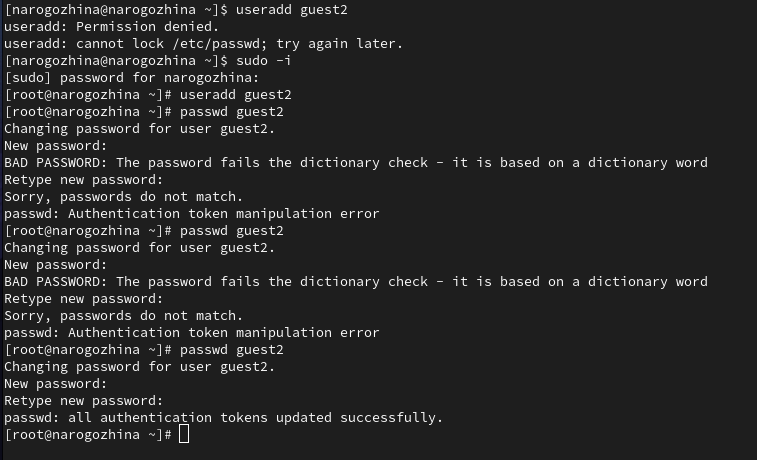 [narogozhina@narogozhina ~]$ useradd guest2
useradd: Permission denied.
useradd: cannot lock /etc/passwd; try again later.
[narogozhina@narogozhina ~]$ sudo -i
[sudo] password for narogozhina:
[root@narogozhina ~]# useradd guest2
[root@narogozhina ~]# passwd guest2
Changing password for user guest2.
New password:
BAD PASSWORD: The password fails the dictionary check - it is based on a dictionary word
Retype new password:
Sorry, passwords do not match.
passwd: Authentication token manipulation error
[root@narogozhina ~]# passwd guest2
Changing password for user guest2.
New password:
BAD PASSWORD: The password fails the dictionary check - it is based on a dictionary word
Retype new password:
Sorry, passwords do not match.
passwd: Authentication token manipulation error
[root@narogozhina ~]# passwd guest2
Changing password for user guest2.
New password:
Retype new password:
passwd: all authentication tokens updated successfully.
[root@narogozhina ~]#